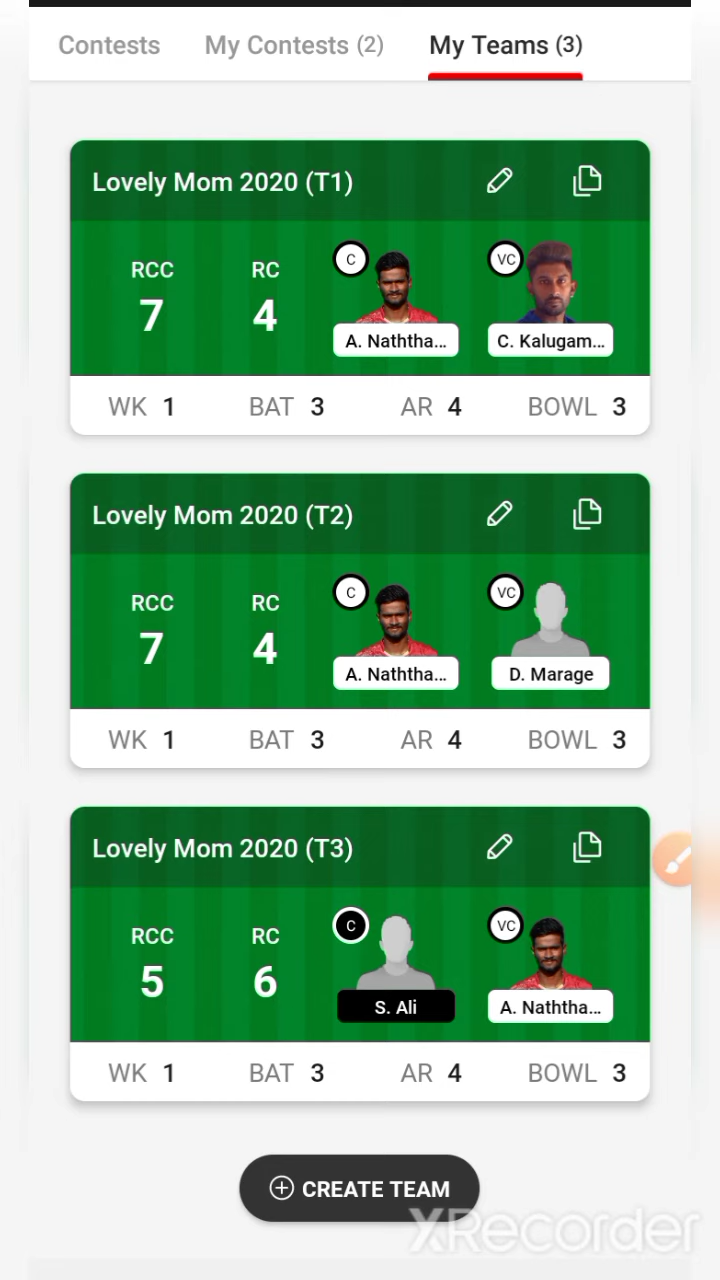 Contests My Contests (2) My Teams (3)
Lovely Mom 2020 (T1)
RCC RC C VC
7 4
A. Naththa... C. Kalugam...
WK 1 BAT 3 AR 4 BOWL 3
Lovely Mom 2020 (T2)
RCC RC C VC
7 4
A. Naththa... D. Marage
WK 1 BAT 3 AR 4 BOWL 3
Lovely Mom 2020 (T3)
RCC RC C VC
5 6
S. Ali A. Naththa...
WK 1 BAT 3 AR 4 BOWL 3
CREATE TEAM
XRecorder